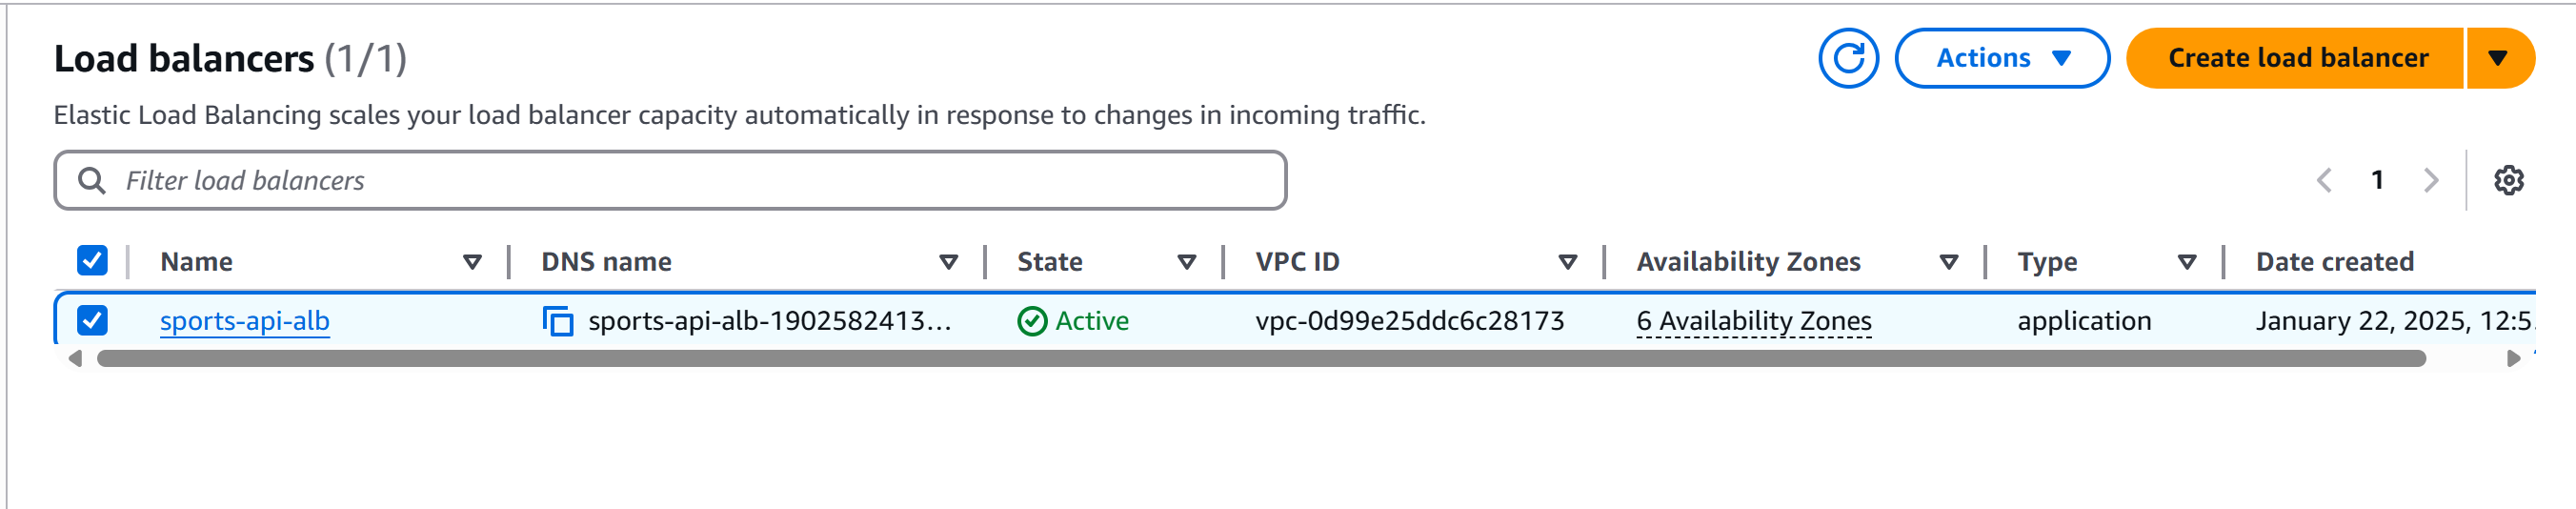 Load balancers (1/1)
Actions
Create load balancer
Elastic Load Balancing scales your load balancer capacity automatically in response to changes in incoming traffic.
Filter load balancers
1
Name DNS name State VPC ID Availability Zones Type Date created
sports-api-alb sports-api-alb-1902582413... Active vpc-0d99e25ddc6c28173 6 Availability Zones application January 22, 2025, 12:5